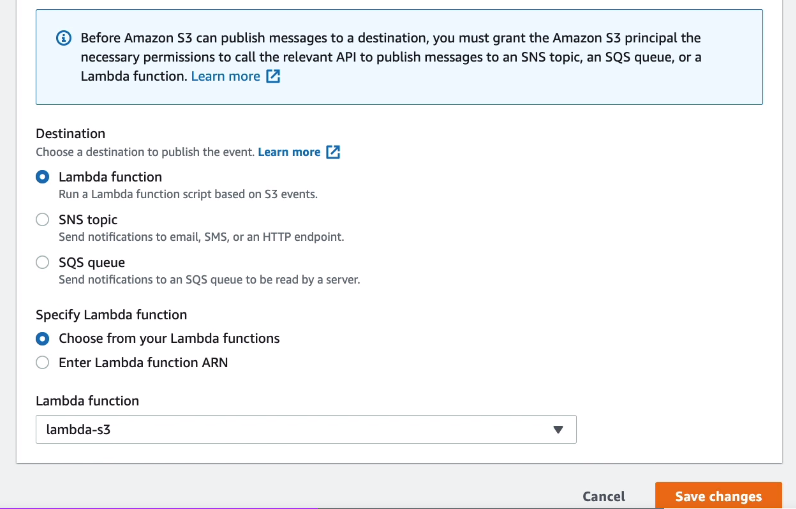 Before Amazon S3 can publish messages to a destination, you must grant the Amazon S3 principal the
necessary permissions to call the relevant API to publish messages to an SNS topic, an SQS queue, or a
Lambda function. Learn more
Destination
Choose a destination to publish the event. Learn more
Lambda function
Run a Lambda function script based on S3 events.
SNS topic
Send notifications to email, SMS, or an HTTP endpoint.
SQS queue
Send notifications to an SQS queue to be read by a server.
Specify Lambda function
Choose from your Lambda functions
Enter Lambda function ARN
Lambda function
lambda-s3
Cancel Save changes